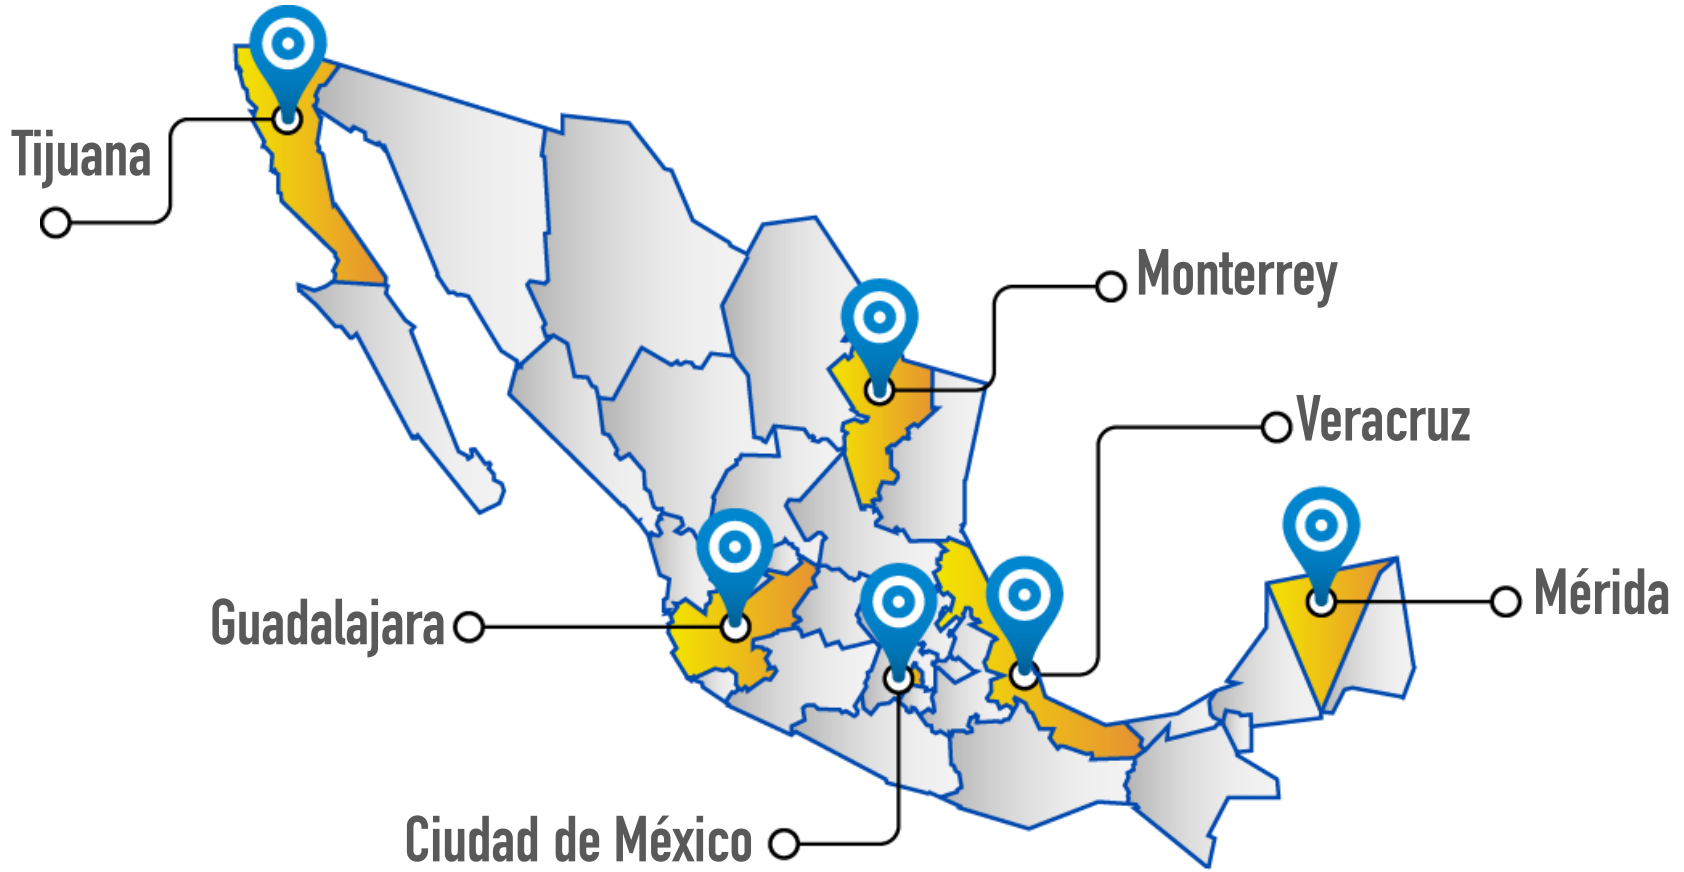 Tijuana
Monterrey
Veracruz
Mérida
Guadalajara
Ciudad de México